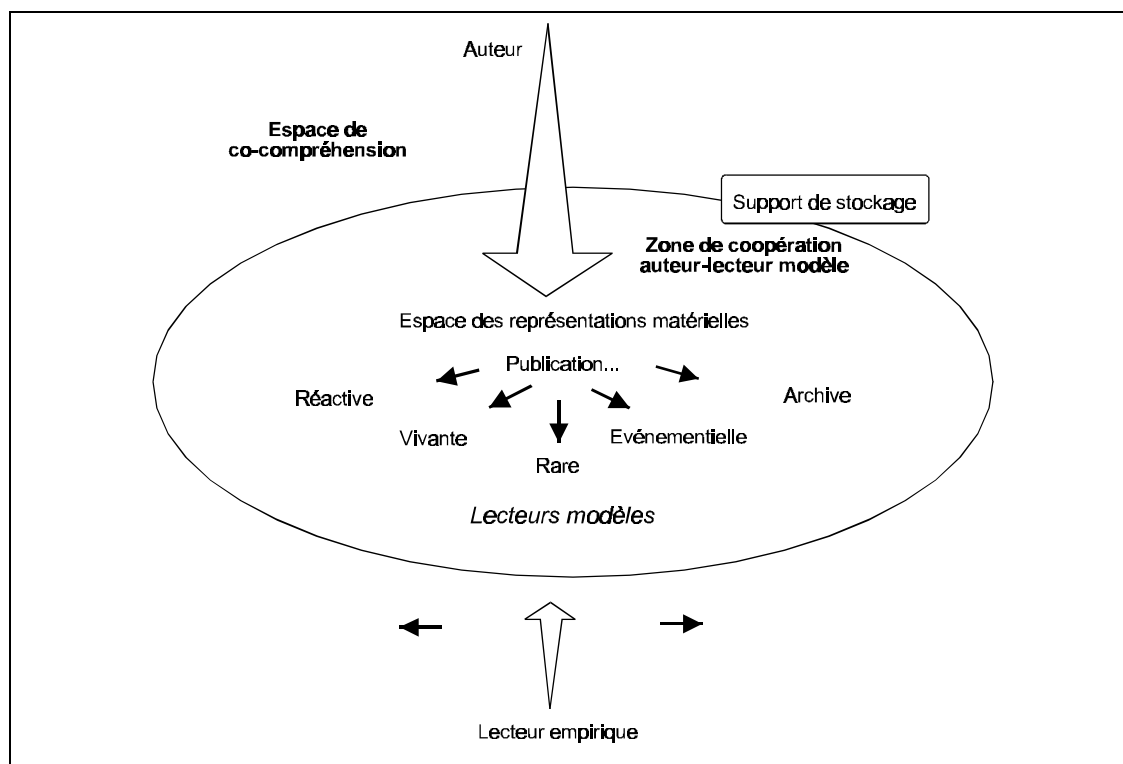 Auteur
Espace de
co-compréhension
Support de stockage
Zone de coopération
auteur-lecteur modèle
Espace des représentations matérielles
Publication...
Réactive
Archive
Vivante
Evénementielle
Rare
Lecteurs modèles
Lecteur empirique